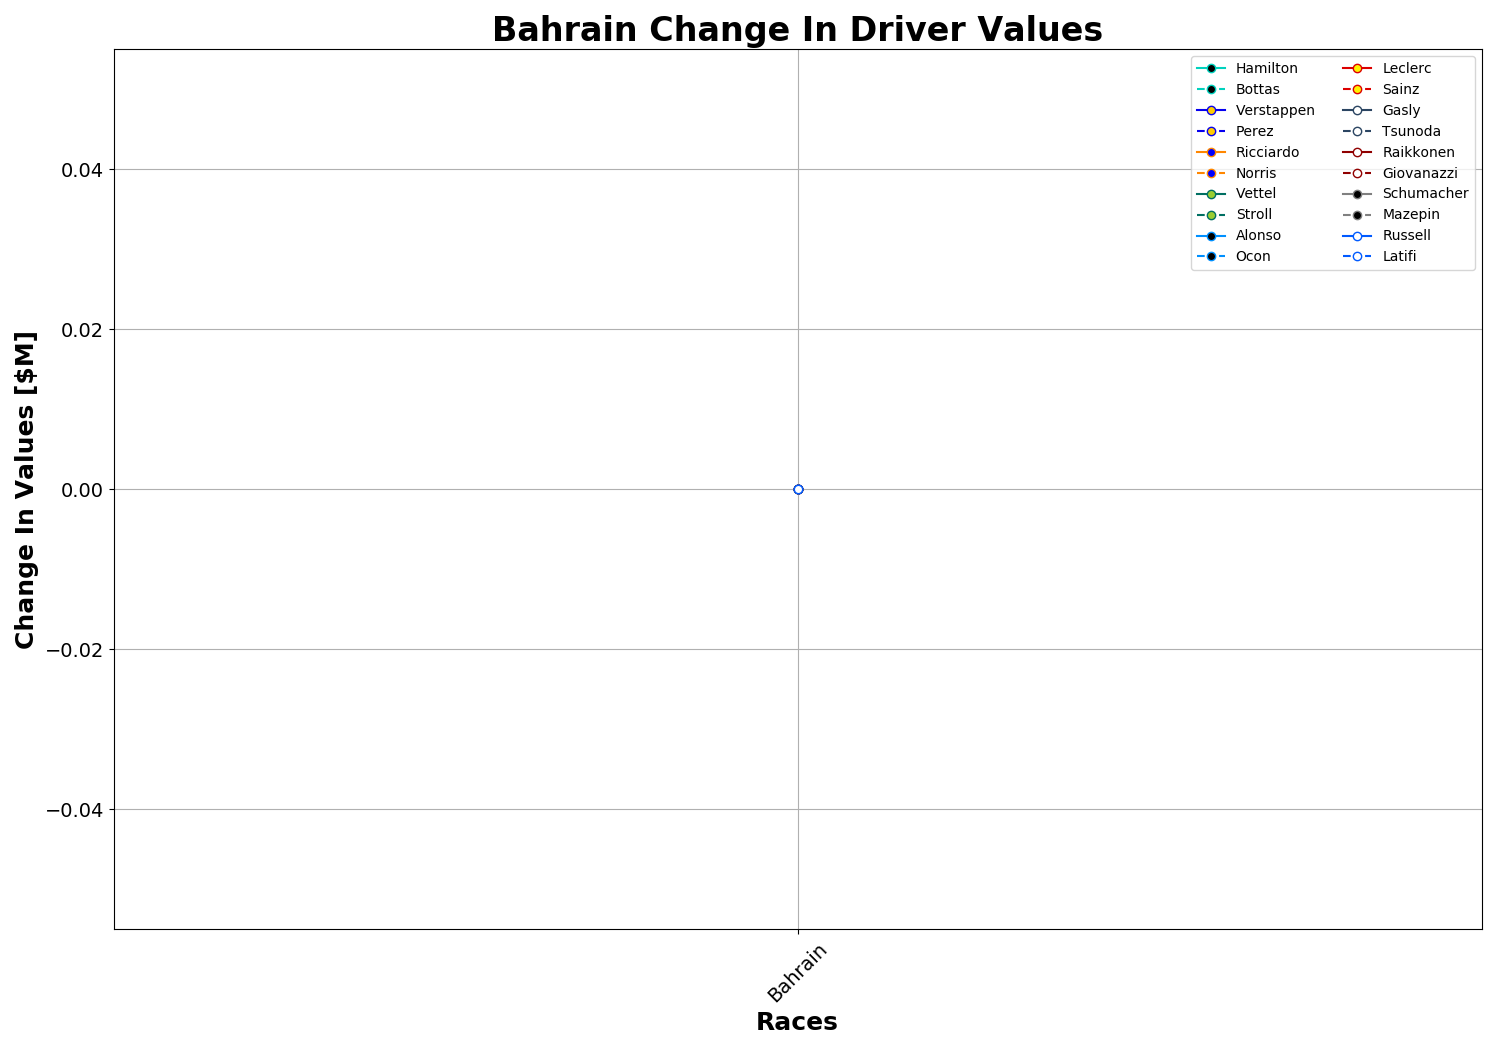 Bahrain Change In Driver Values
Hamilton
Bottas
Verstappen
Perez
Ricciardo
Norris
Vettel
Stroll
Alonso
Ocon
Leclerc
Sainz
Gasly
Tsunoda
Raikkonen
Giovanazzi
Schumacher
Mazepin
Russell
Latifi
Change In Values [$M]
0.04
0.02
0.00
−0.02
−0.04
Bahrain
Races